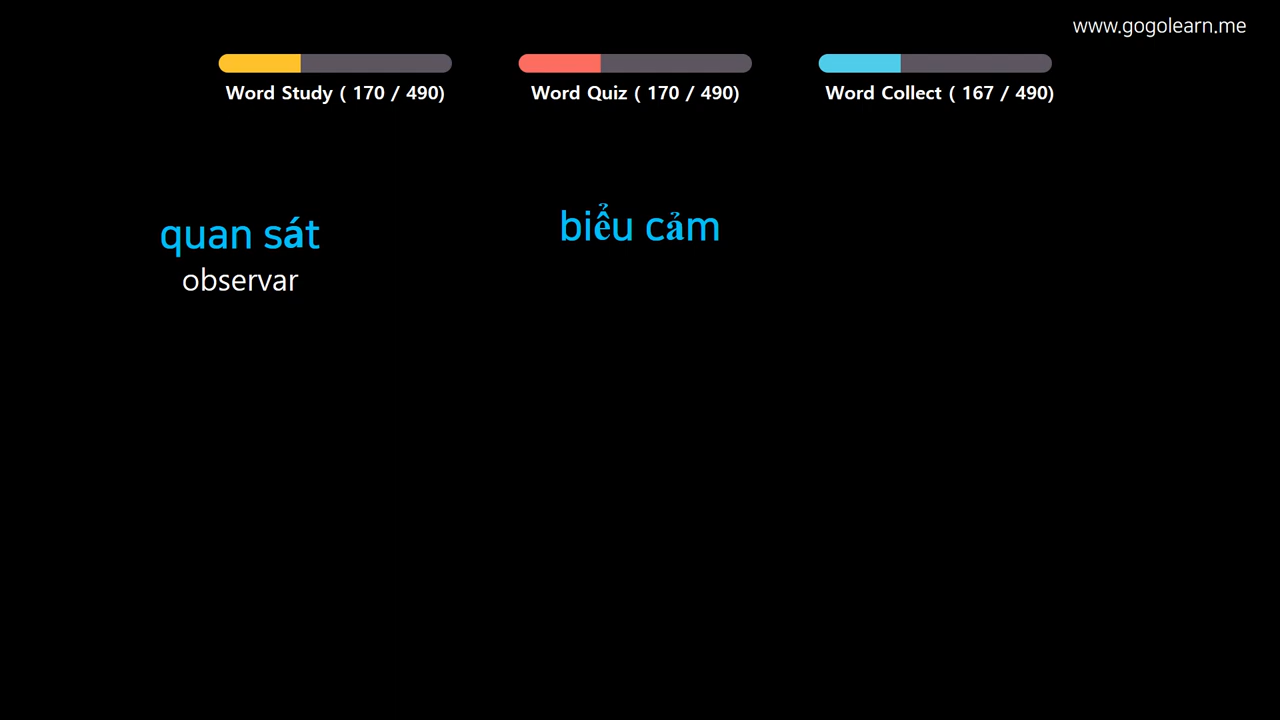 www.gogolearn.me
Word Study ( 170 / 490)
Word Quiz ( 170 / 490)
Word Collect ( 167 / 490)
quan sát
observar
biểu cảm